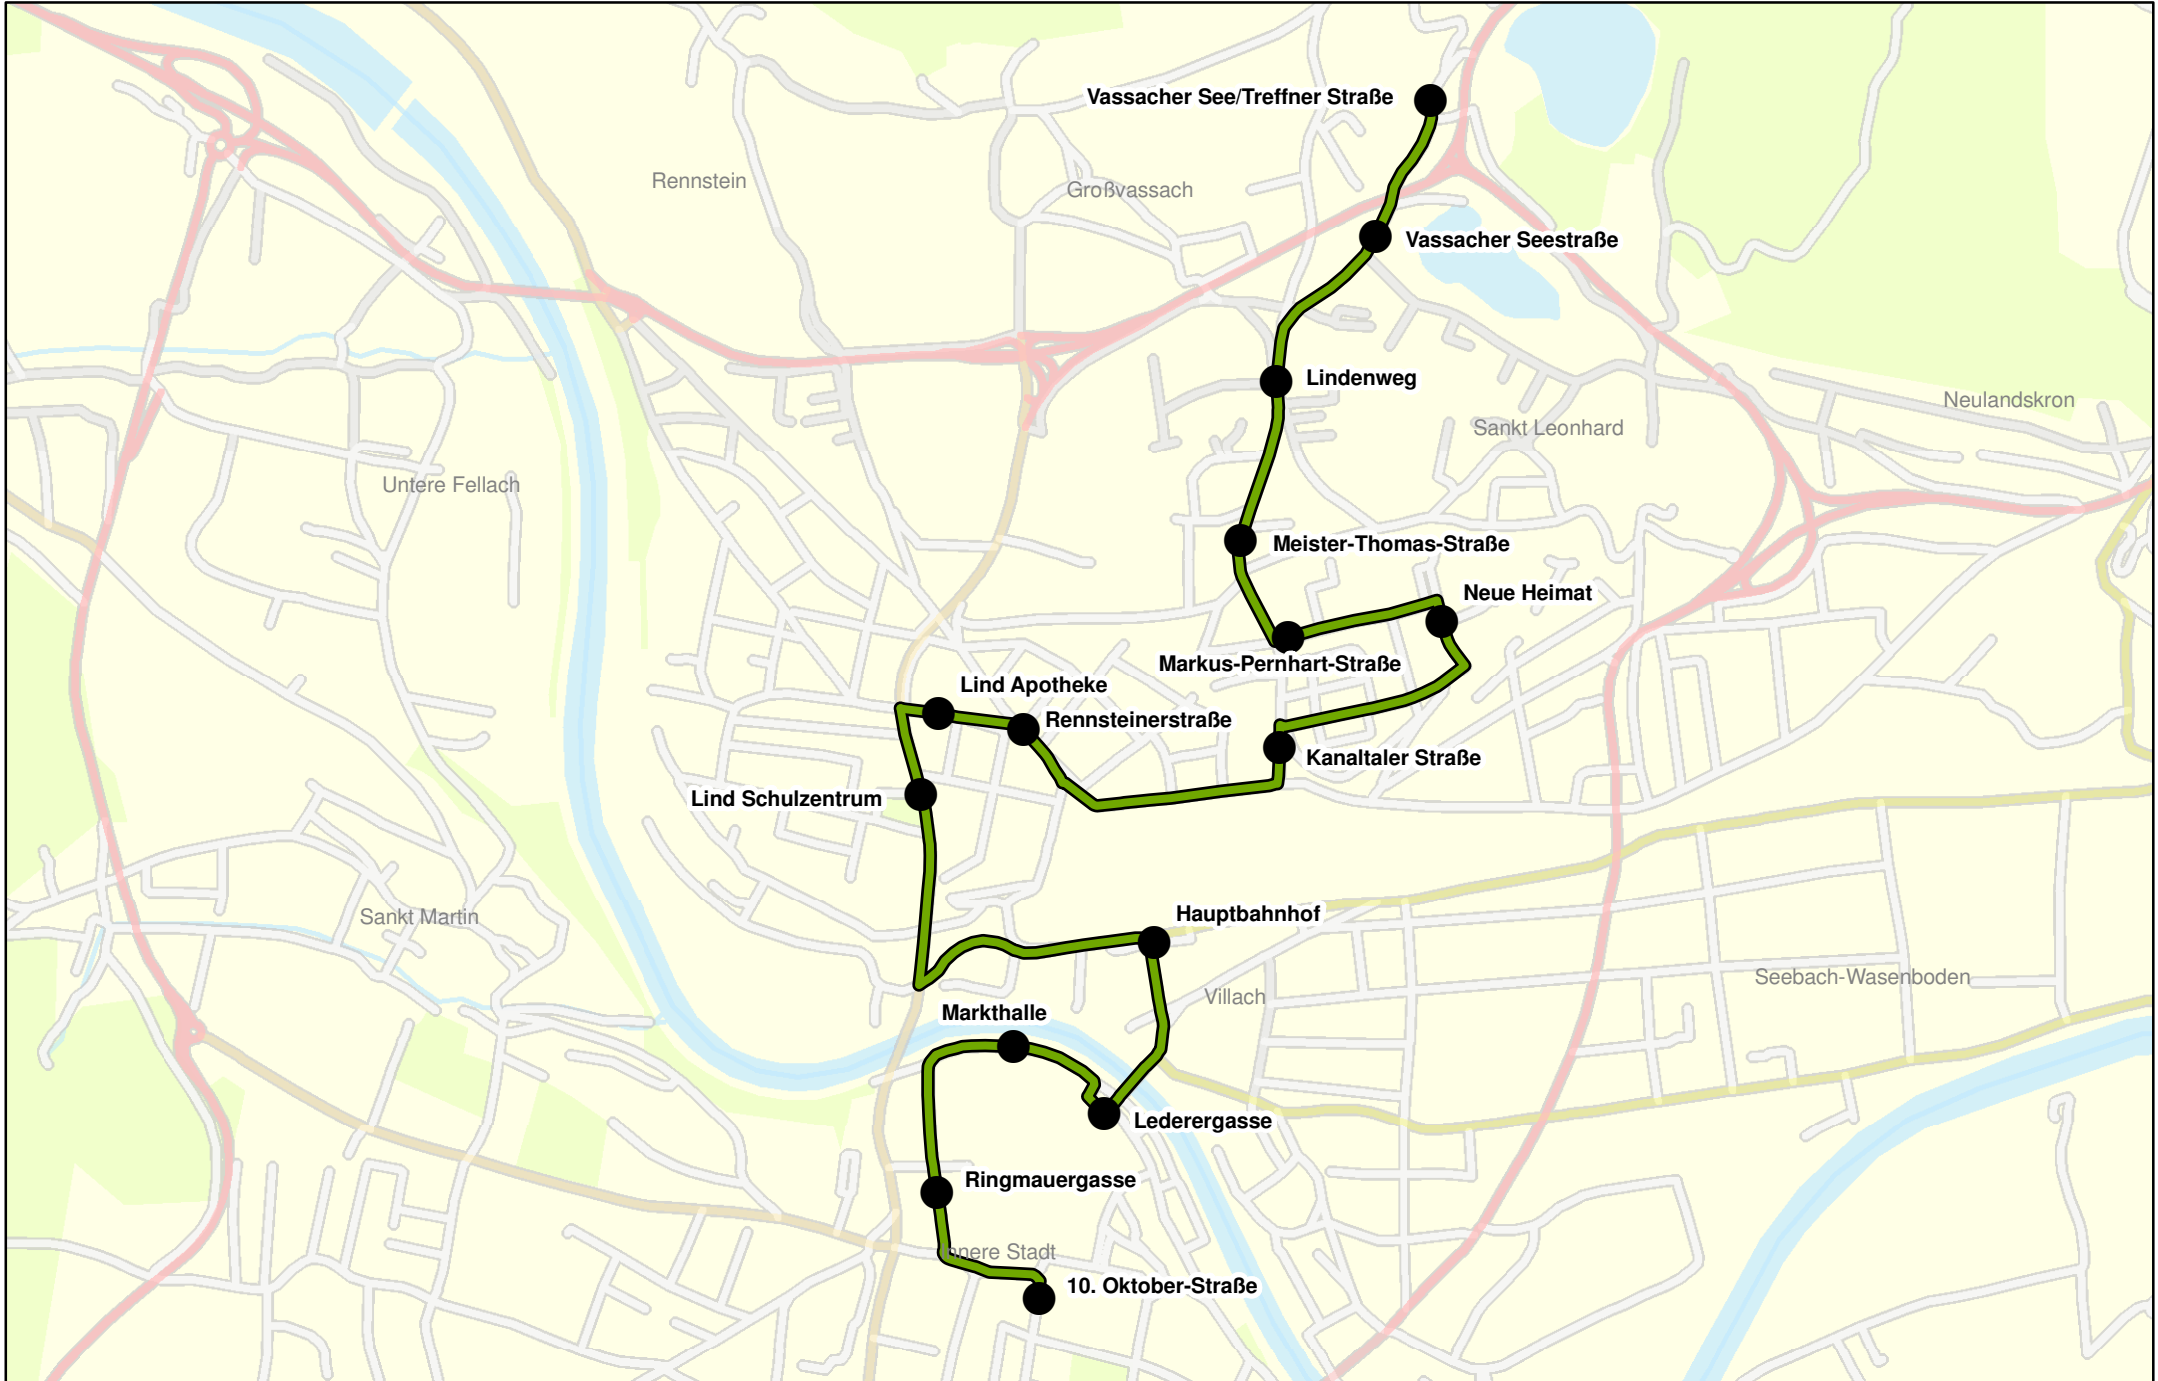 Vassacher See/Treffner Straße
Rennstein
Großvassach
Vassacher Seestraße
Lindenweg
Neulandskron
Sankt Leonhard
Untere Fellach
Meister-Thomas-Straße
Neue Heimat
Markus-Pernhart-Straße
Lind Apotheke
Rennsteinerstraße
Kanaltaler Straße
Lind Schulzentrum
Hauptbahnhof
Sankt Martin
Seebach-Wasenboden
Villach
Markthalle
Lederergasse
Ringmauergasse
nnere Stadt
10. Oktober-Straße